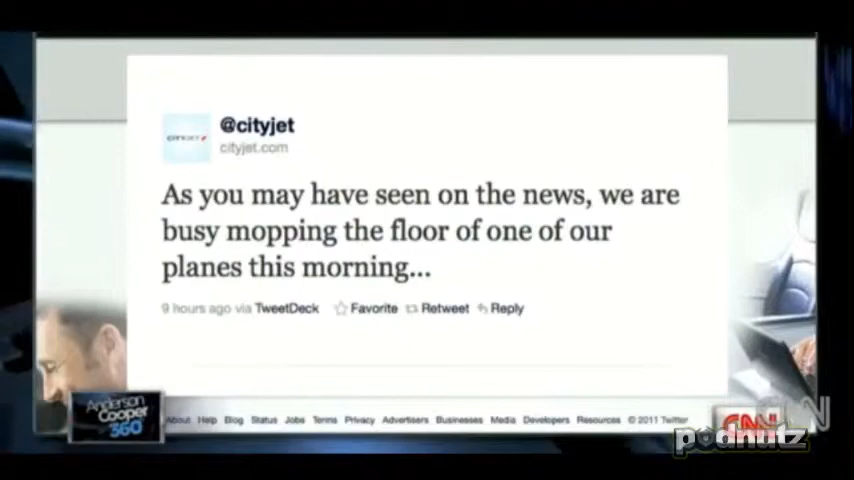 @cityjet
cityjet.com
CITYJET
As you may have seen on the news, we are
busy mopping the floor of one of our
planes this morning...
9 hours ago via TweetDeck Favorite Retweet Reply
About Help Blog Status Jobs Terms Privacy Advertisers Businesses Media Developers Resources © 2011 Twitter
Anderson
Cooper
360°
CNN
podnutz